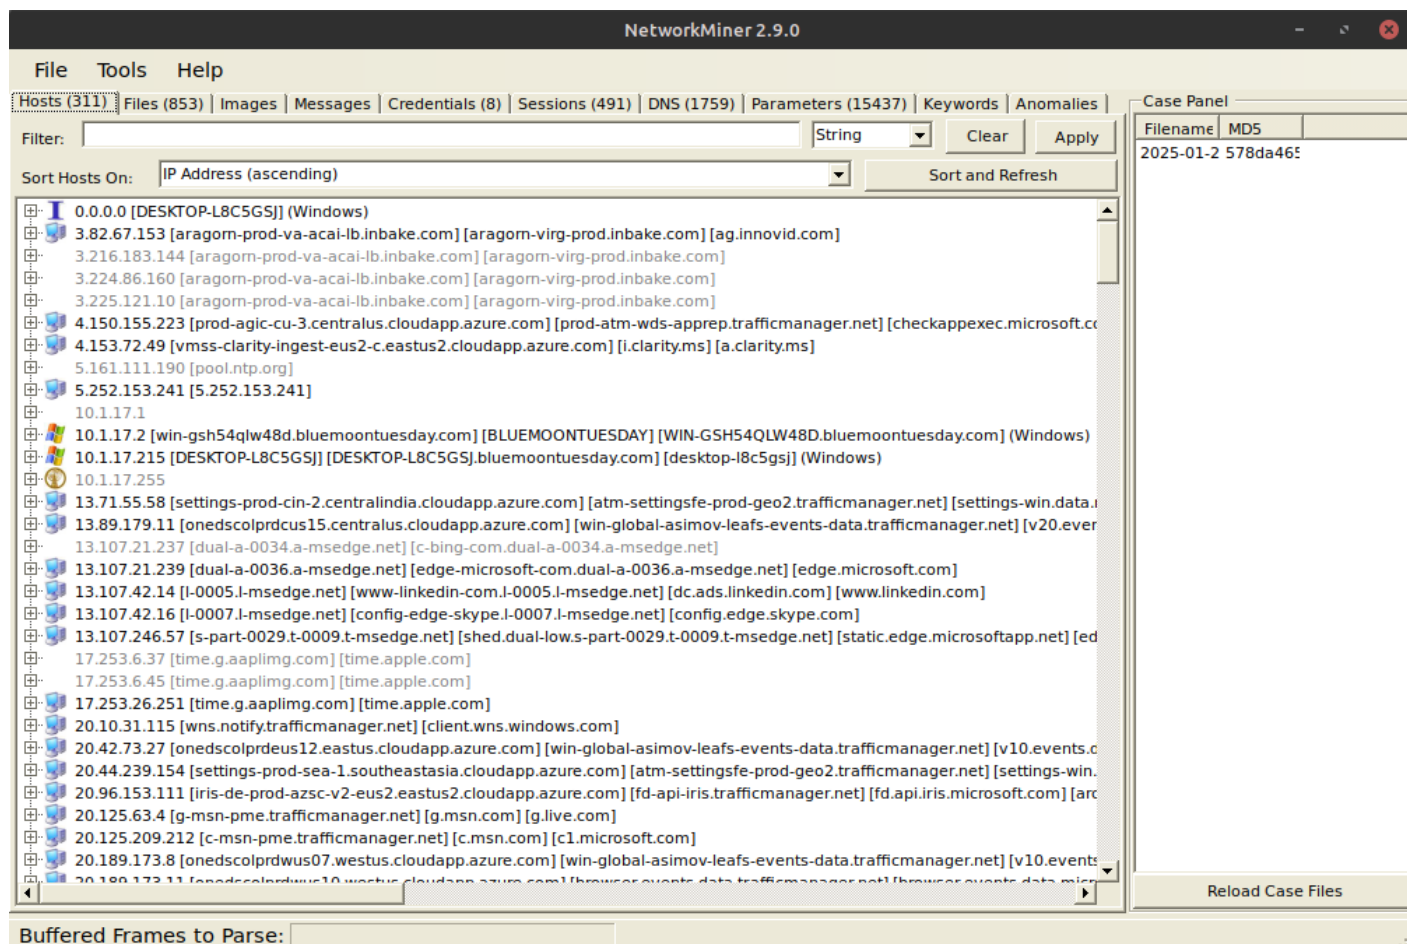 NetworkMiner 2.9.0
File Tools Help
Hosts (311) Files (853) Images Messages Credentials (8) Sessions (491) DNS (1759) Parameters (15437) Keywords Anomalies
Case Panel
Filter: String Clear Apply
Filename MD5
2025-01-2 578da465
Sort Hosts On: IP Address (ascending) Sort and Refresh
0.0.0.0 [DESKTOP-L8C5GSJ] (Windows)
3.82.67.153 [aragorn-prod-va-acai-lb.inbake.com] [aragorn-virg-prod.inbake.com] [ag.innovid.com]
3.216.183.144 [aragorn-prod-va-acai-lb.inbake.com] [aragorn-virg-prod.inbake.com]
3.224.86.160 [aragorn-prod-va-acai-lb.inbake.com] [aragorn-virg-prod.inbake.com]
3.225.121.10 [aragorn-prod-va-acai-lb.inbake.com] [aragorn-virg-prod.inbake.com]
4.150.155.223 [prod-agic-cu-3.centralus.cloudapp.azure.com] [prod-atm-wds-apprep.trafficmanager.net] [checkappexec.microsoft.co
4.153.72.49 [vmss-clarity-ingest-eus2-c.eastus2.cloudapp.azure.com] [i.clarity.ms] [a.clarity.ms]
5.161.111.190 [pool.ntp.org]
5.252.153.241 [5.252.153.241]
10.1.17.1
10.1.17.2 [win-gsh54qlw48d.bluemoontuesday.com] [BLUEMOONTUESDAY] [WIN-GSH54QLW48D.bluemoontuesday.com] (Windows)
10.1.17.215 [DESKTOP-L8C5GSJ] [DESKTOP-L8C5GSJ.bluemoontuesday.com] [desktop-l8c5gsj] (Windows)
10.1.17.255
13.71.55.58 [settings-prod-cin-2.centralindia.cloudapp.azure.com] [atm-settingsfe-prod-geo2.trafficmanager.net] [settings-win.data.
13.89.179.11 [onedscolprdcus15.centralus.cloudapp.azure.com] [win-global-asimov-leafs-events-data.trafficmanager.net] [v20.ever
13.107.21.237 [dual-a-0034.a-msedge.net] [c-bing-com.dual-a-0034.a-msedge.net]
13.107.21.239 [dual-a-0036.a-msedge.net] [edge-microsoft-com.dual-a-0036.a-msedge.net] [edge.microsoft.com]
13.107.42.14 [l-0005.l-msedge.net] [www-linkedin-com.l-0005.l-msedge.net] [dc.ads.linkedin.com] [www.linkedin.com]
13.107.42.16 [l-0007.l-msedge.net] [config-edge-skype.l-0007.l-msedge.net] [config.edge.skype.com]
13.107.246.57 [s-part-0029.t-0009.t-msedge.net] [shed.dual-low.s-part-0029.t-0009.t-msedge.net] [static.edge.microsoftapp.net] [ed
17.253.6.37 [time.g.aaplimg.com] [time.apple.com]
17.253.6.45 [time.g.aaplimg.com] [time.apple.com]
17.253.26.251 [time.g.aaplimg.com] [time.apple.com]
20.10.31.115 [wns.notify.trafficmanager.net] [client.wns.windows.com]
20.42.73.27 [onedscolprdeus12.eastus.cloudapp.azure.com] [win-global-asimov-leafs-events-data.trafficmanager.net] [v10.events.d
20.44.239.154 [settings-prod-sea-1.southeastasia.cloudapp.azure.com] [atm-settingsfe-prod-geo2.trafficmanager.net] [settings-win.
20.96.153.111 [iris-de-prod-azsc-v2-eus2.eastus2.cloudapp.azure.com] [fd-api-iris.trafficmanager.net] [fd.api.iris.microsoft.com] [arc
20.125.63.4 [g-msn-pme.trafficmanager.net] [g.msn.com] [g.live.com]
20.125.209.212 [c-msn-pme.trafficmanager.net] [c.msn.com] [c1.microsoft.com]
20.189.173.8 [onedscolprdwus07.westus.cloudapp.azure.com] [win-global-asimov-leafs-events-data.trafficmanager.net] [v10.events
20.189.173.11 [onedscolprdwus10.westus.cloudapp.azure.com] [browser.events.data.trafficmanager.net] [browser.events.data.micr
Reload Case Files
Buffered Frames to Parse: